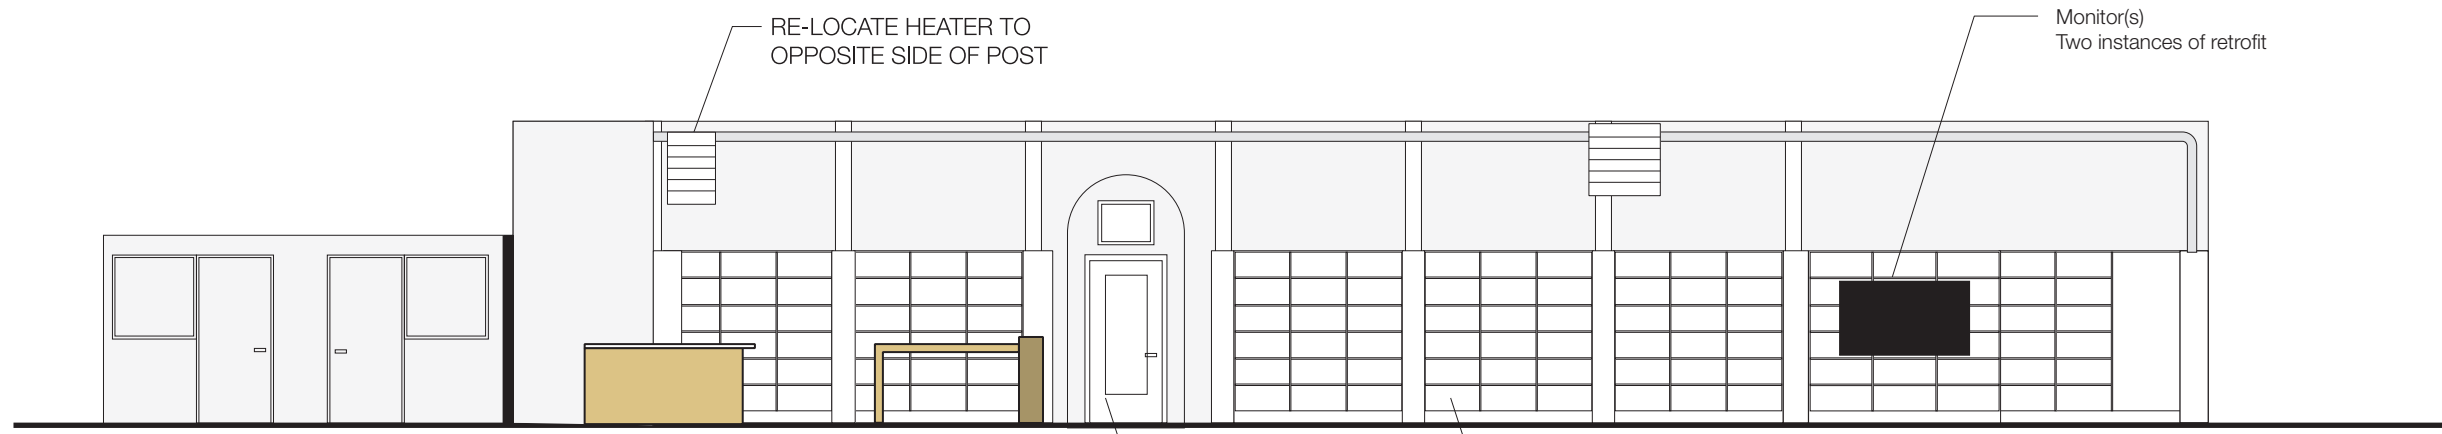 RE-LOCATE HEATER TO
OPPOSITE SIDE OF POST
Monitor(s)
Two instances of retrofit